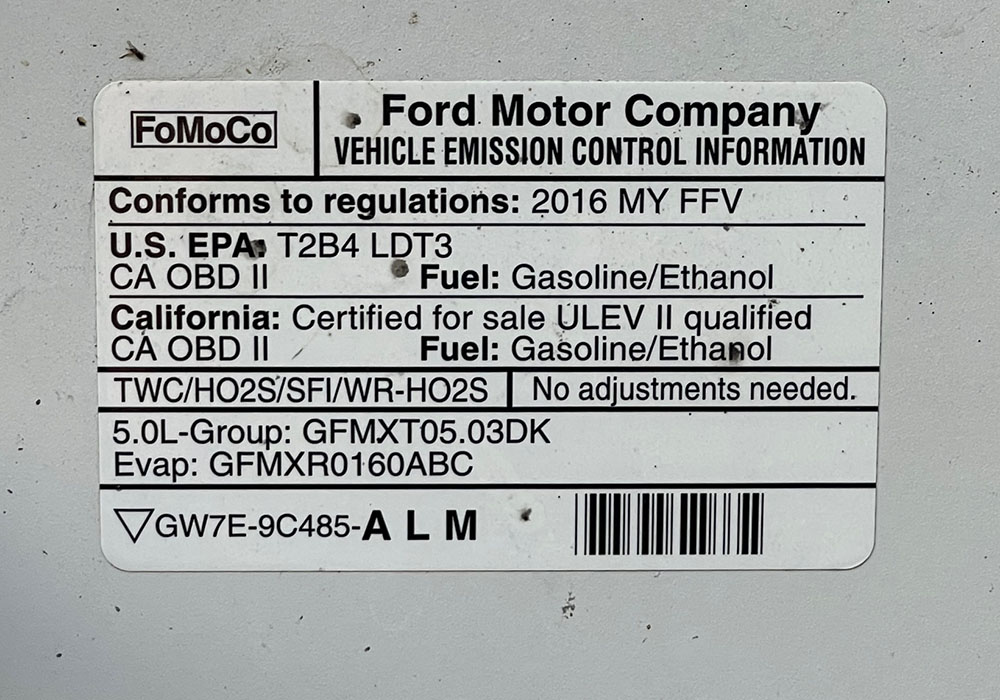 FoMoCo
Ford Motor Company
VEHICLE EMISSION CONTROL INFORMATION
Conforms to regulations: 2016 MY FFV
U.S. EPA: T2B4 LDT3
CA OBD II Fuel: Gasoline/Ethanol
California: Certified for sale ULEV II qualified
CA OBD II Fuel: Gasoline/Ethanol
TWC/HO2S/SFI/WR-HO2S No adjustments needed.
5.0L-Group: GFMXT05.03DK
Evap: GFMXR0160ABC
GW7E-9C485-A L M